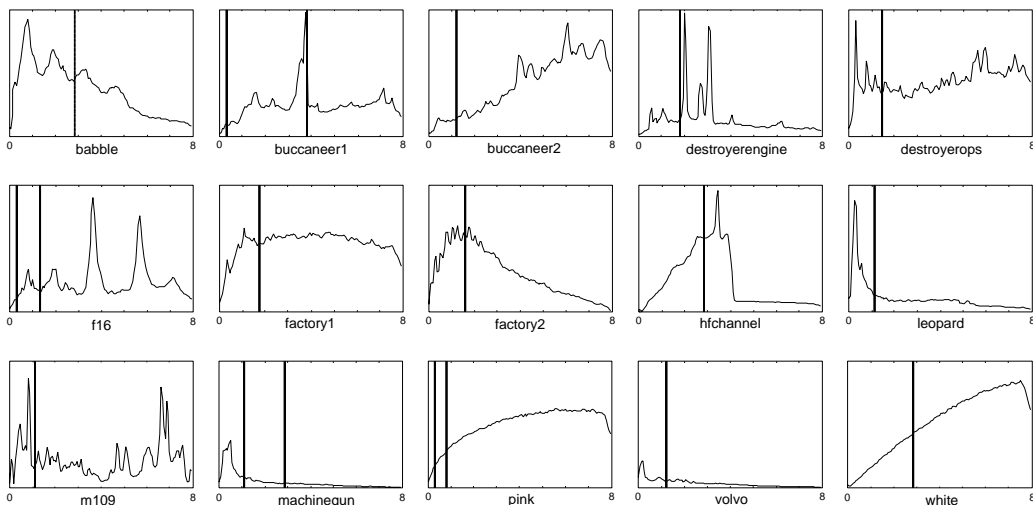 0 8 0 8 0 8 0 8 0 8
babble buccaneer1 buccaneer2 destroyerengine destroyerops
0 8 0 8 0 8 0 8 0 8
f16 factory1 factory2 hfchannel leopard
0 8 0 8 0 8 0 8 0 8
m109 machinegun pink volvo white